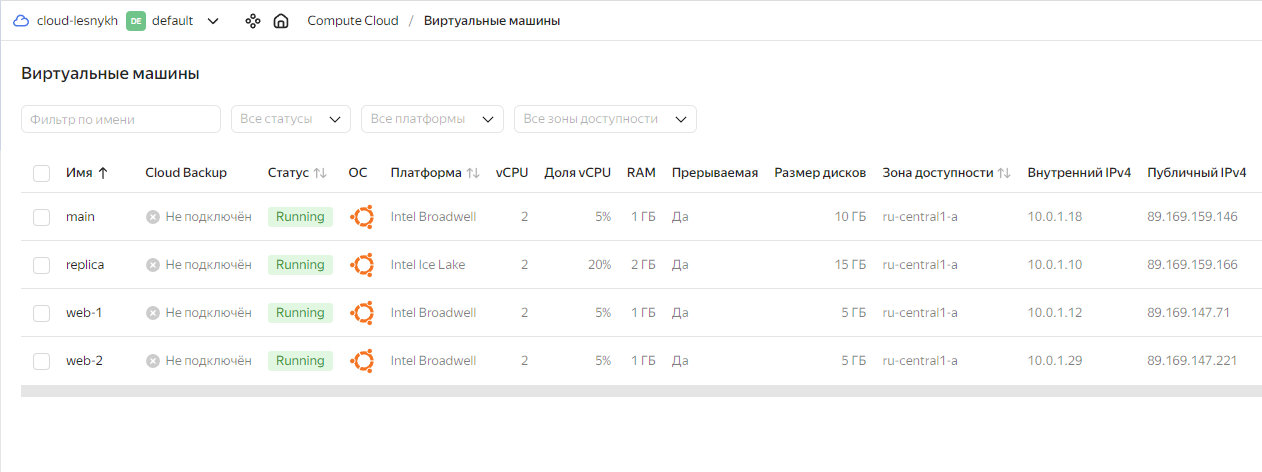 cloud-lesnykh DE default Compute Cloud / Виртуальные машины
Виртуальные машины
Фильтр по имени Все статусы Все платформы Все зоны доступности
Имя Cloud Backup Статус ОС Платформа vCPU Доля vCPU RAM Прерываемая Размер дисков Зона доступности Внутренний IPv4 Публичный IPv4
main Не подключён Running Intel Broadwell 2 5% 1 ГБ Да 10 ГБ ru-central1-a 10.0.1.18 89.169.159.146
replica Не подключён Running Intel Ice Lake 2 20% 2 ГБ Да 15 ГБ ru-central1-a 10.0.1.10 89.169.159.166
web-1 Не подключён Running Intel Broadwell 2 5% 1 ГБ Да 5 ГБ ru-central1-a 10.0.1.12 89.169.147.71
web-2 Не подключён Running Intel Broadwell 2 5% 1 ГБ Да 5 ГБ ru-central1-a 10.0.1.29 89.169.147.221